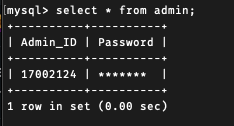 mysql> select * from admin;
+----------+----------+
| Admin_ID | Password |
+----------+----------+
| 17002124 | ******* |
+----------+----------+
1 row in set (0.00 sec)